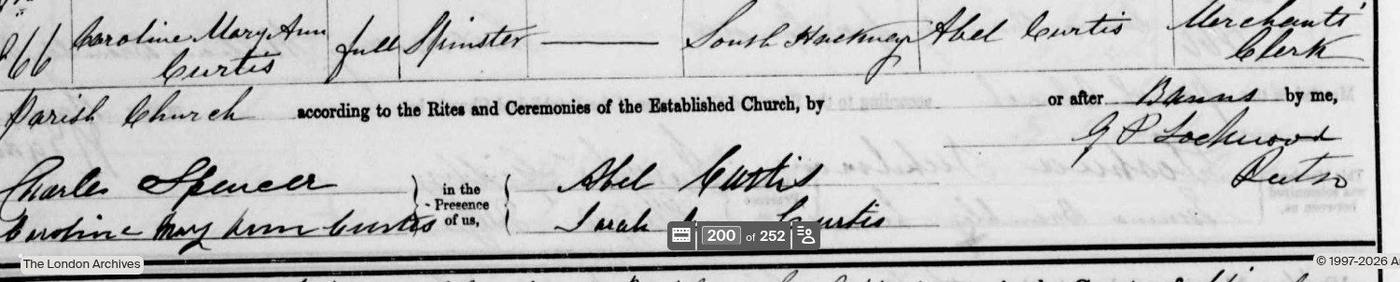 Caroline Mary Ann full Spinster South Hackney Abel Curtis Merchants'
66 Curtis Clerk
Parish Church according to the Rites and Ceremonies of the Established Church, by or after Banns by me,
G P Lockwood
Charles Spencer in the Abel Curtis
Presence
Caroline Mary Ann Curtis of us, Sarah Curtis
200 of 252
The London Archives © 1997-2026 A